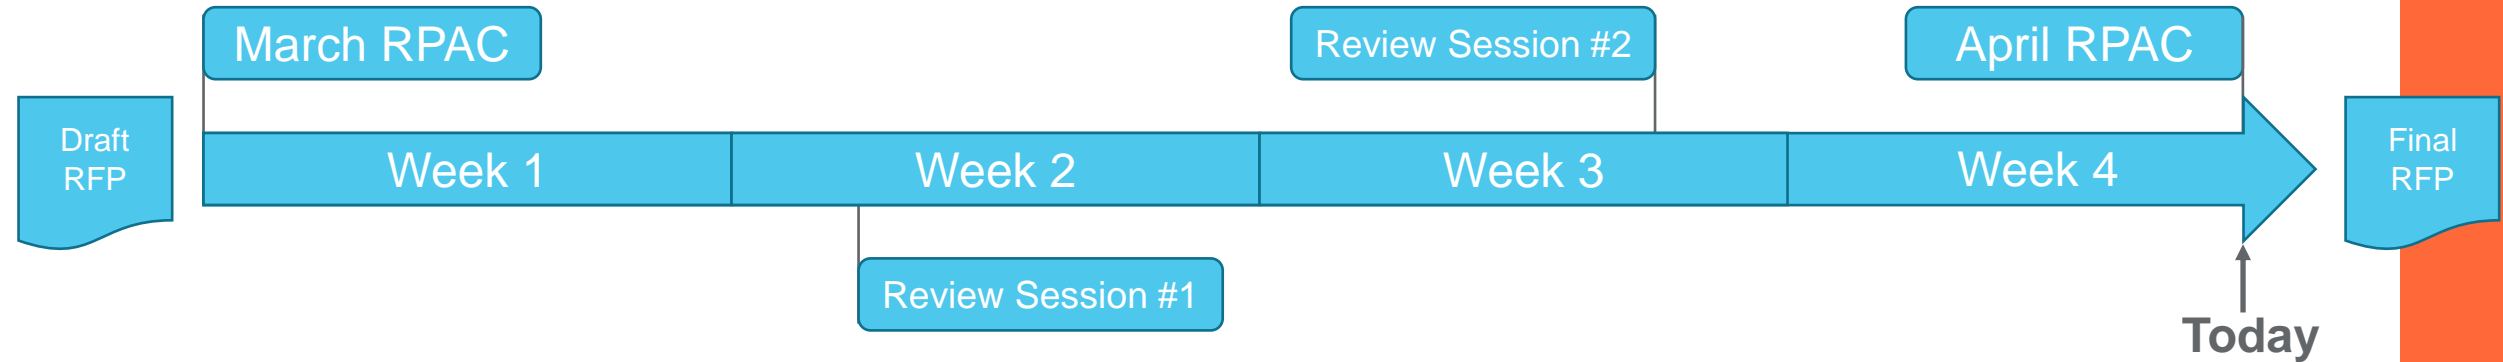 March RPAC
Review Session #2
April RPAC
Draft
RFP
Week 1
Week 2
Week 3
Week 4
Final
RFP
Review Session #1
Today